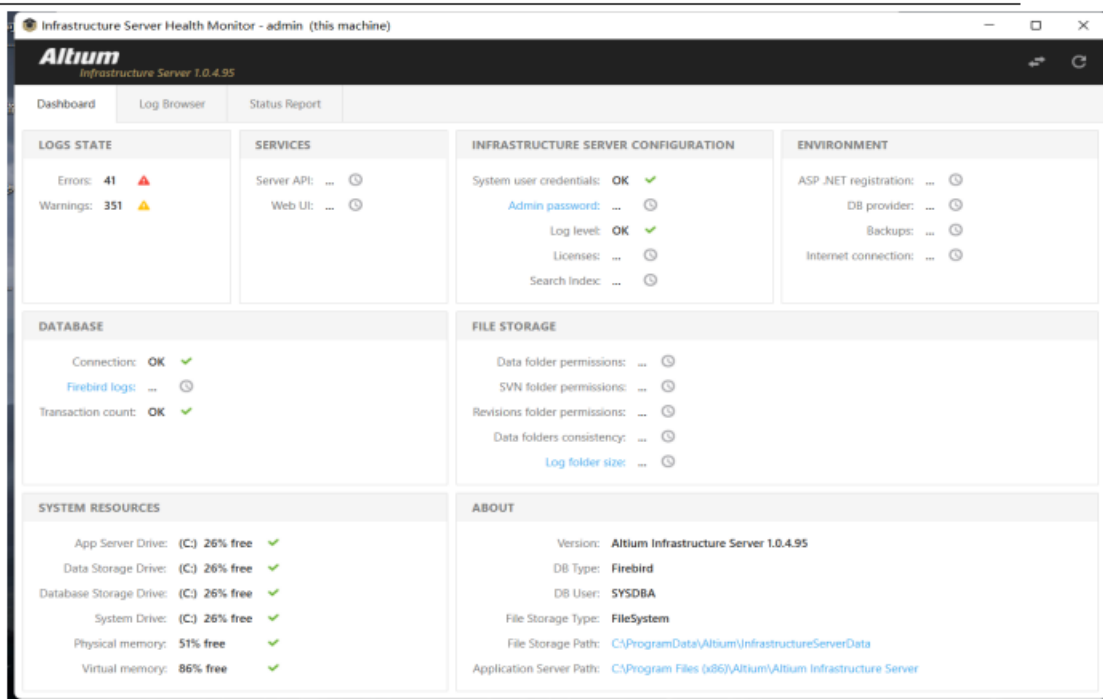 Infrastructure Server Health Monitor - admin (this machine)
Altium
Infrastructure Server 1.0.4.95
Dashboard Log Browser Status Report
LOGS STATE
Errors: 41
Warnings: 351
SERVICES
Server API: ...
Web UI: ...
INFRASTRUCTURE SERVER CONFIGURATION
System user credentials: OK
Admin password: ...
Log level: OK
Licenses: ...
Search Index: ...
ENVIRONMENT
ASP .NET registration: ...
DB provider: ...
Backups: ...
Internet connection: ...
DATABASE
Connection: OK
Firebird logs: ...
Transaction count: OK
FILE STORAGE
Data folder permissions: ...
SVN folder permissions: ...
Revisions folder permissions: ...
Data folders consistency: ...
Log folder size: ...
SYSTEM RESOURCES
App Server Drive: (C:) 26% free
Data Storage Drive: (C:) 26% free
Database Storage Drive: (C:) 26% free
System Drive: (C:) 26% free
Physical memory: 51% free
Virtual memory: 86% free
ABOUT
Version: Altium Infrastructure Server 1.0.4.95
DB Type: Firebird
DB User: SYSDBA
File Storage Type: FileSystem
File Storage Path: C:\ProgramData\Altium\InfrastructureServerData
Application Server Path: C:\Program Files (x86)\Altium\Altium Infrastructure Server